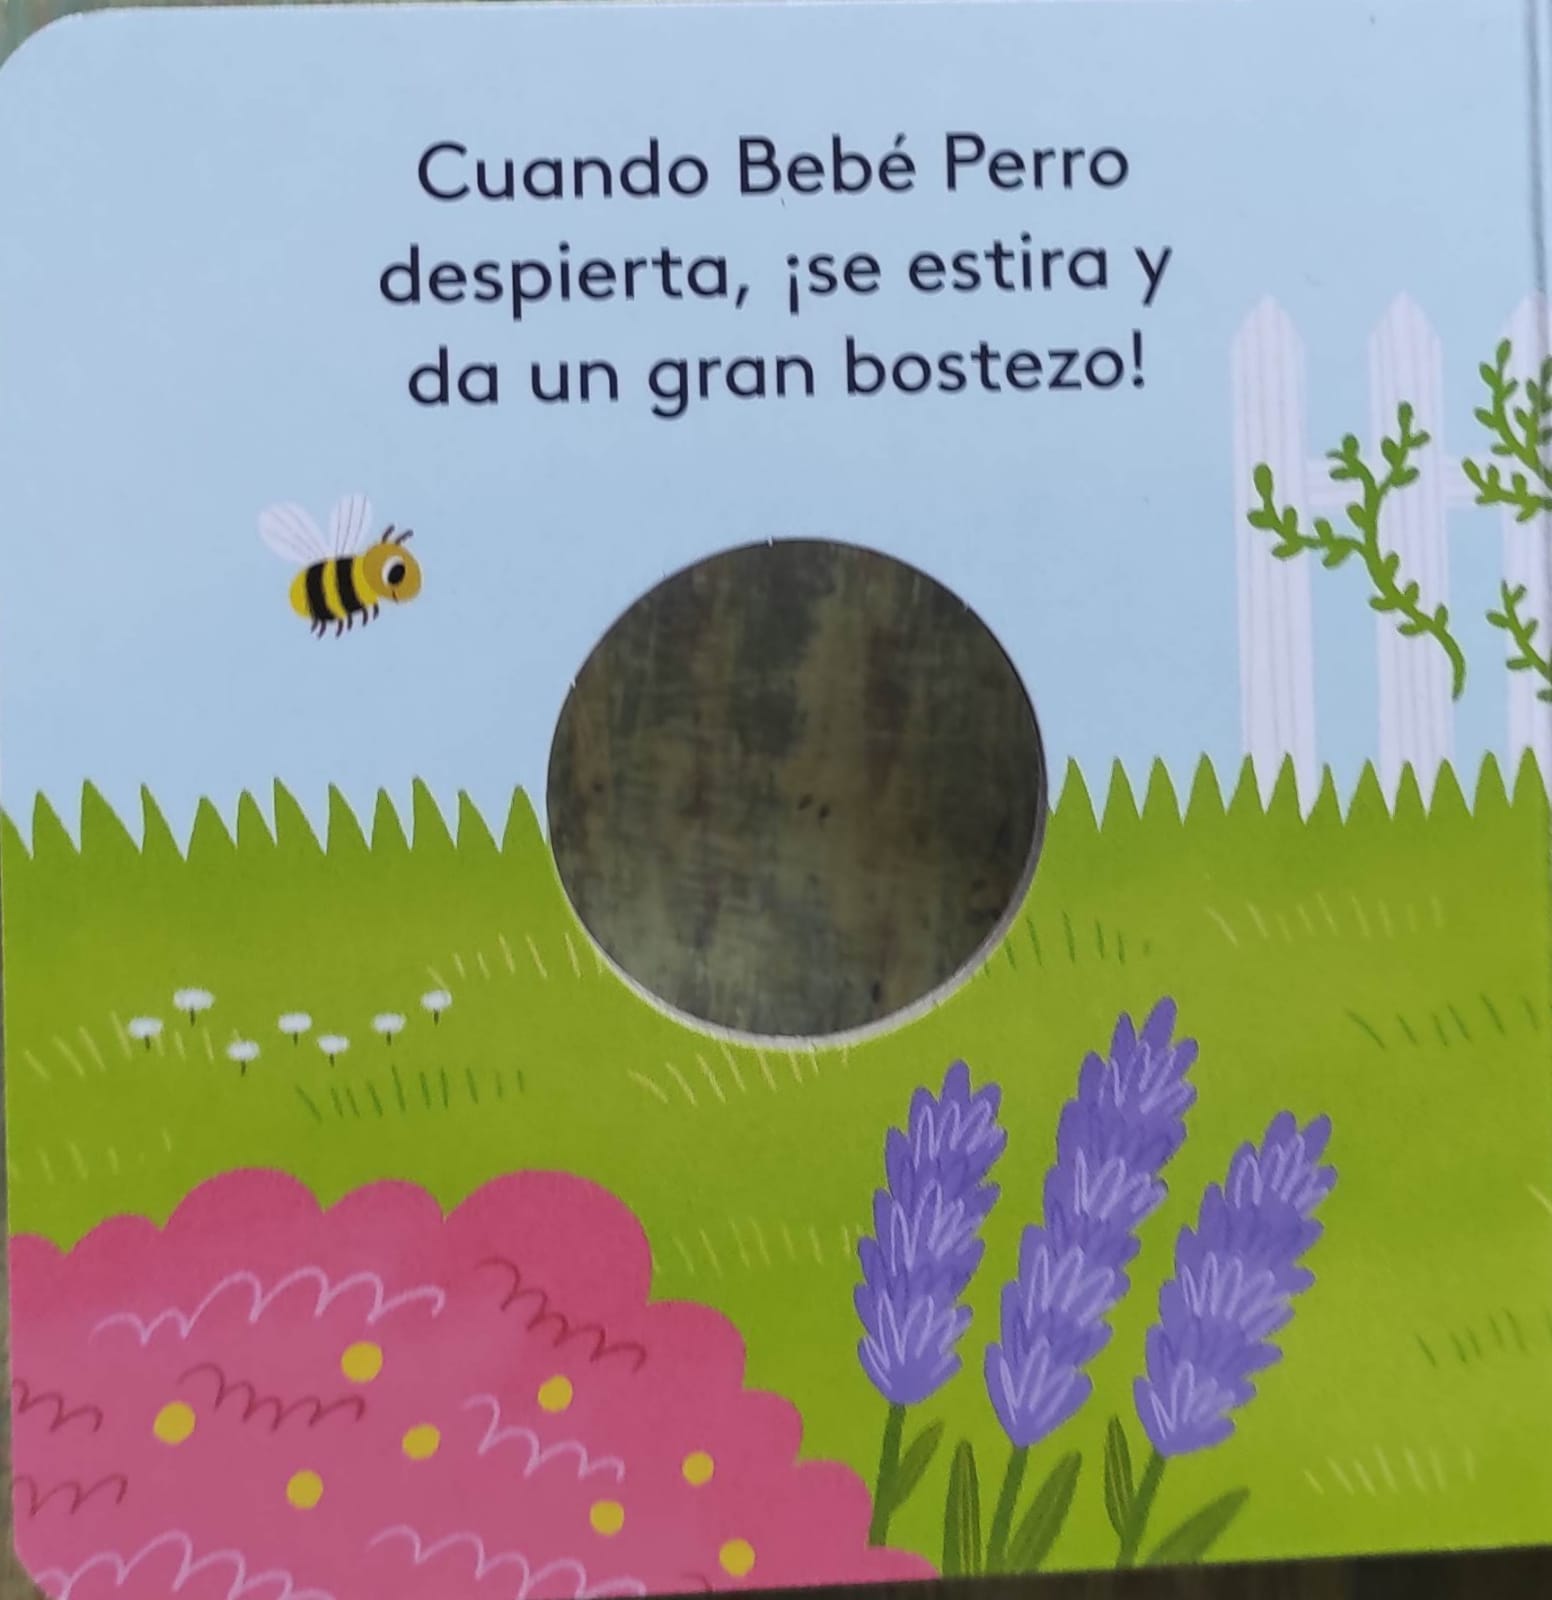 Cuando Bebé Perro
despierta, ¡se estira y
da un gran bostezo!